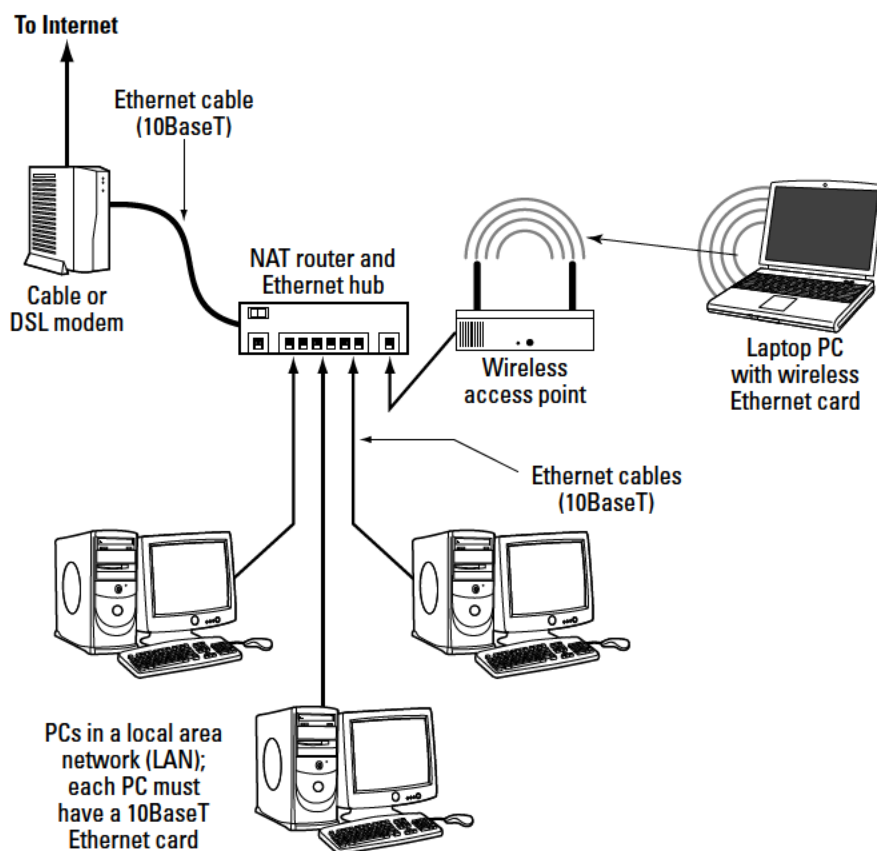 To Internet
Ethernet cable
(10BaseT)
Cable or
DSL modem
NAT router and
Ethernet hub
Wireless
access point
Laptop PC
with wireless
Ethernet card
Ethernet cables
(10BaseT)
PCs in a local area
network (LAN);
each PC must
have a 10BaseT
Ethernet card